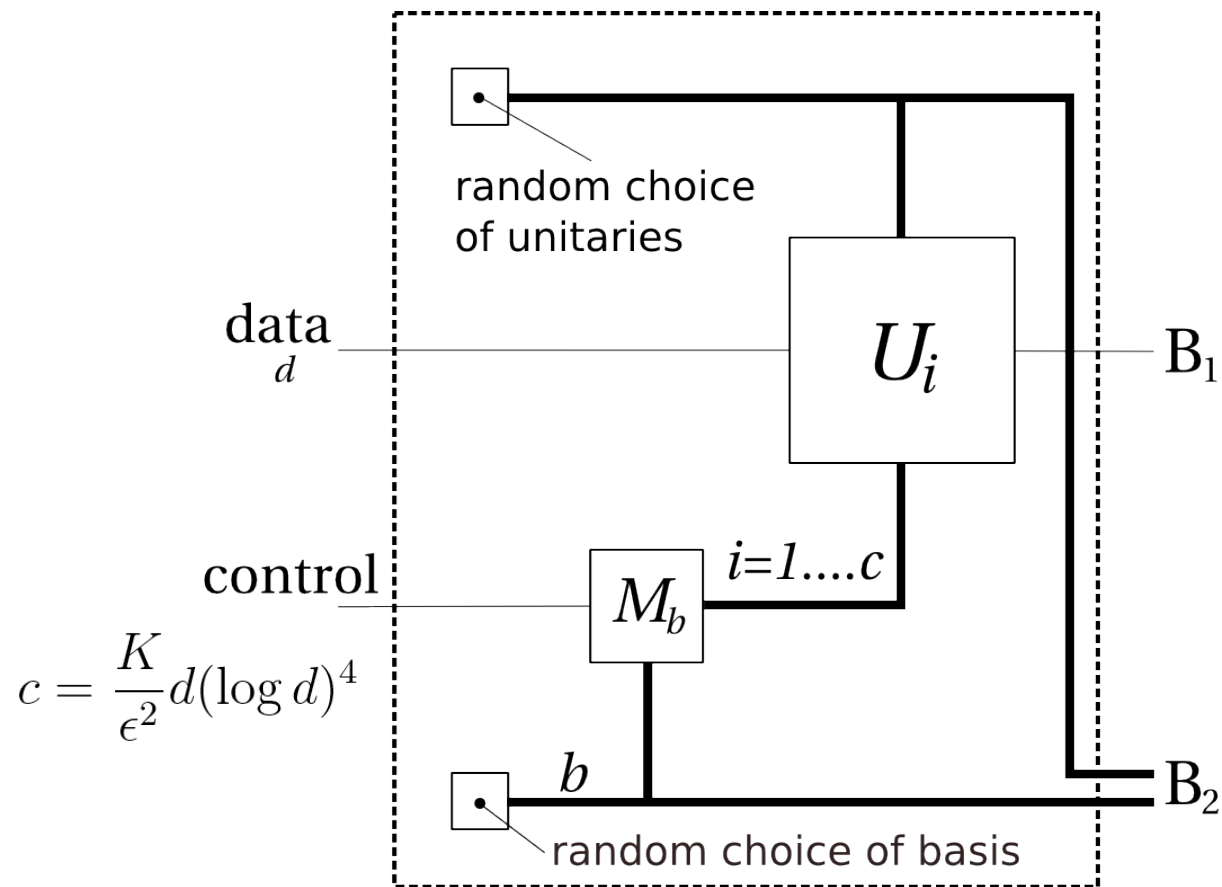 random choice
of unitaries
data
d
U_i
B_1
control
M_b
i=1....c
c = \frac{K}{\epsilon^2} d(\log d)^4
b
B_2
random choice of basis